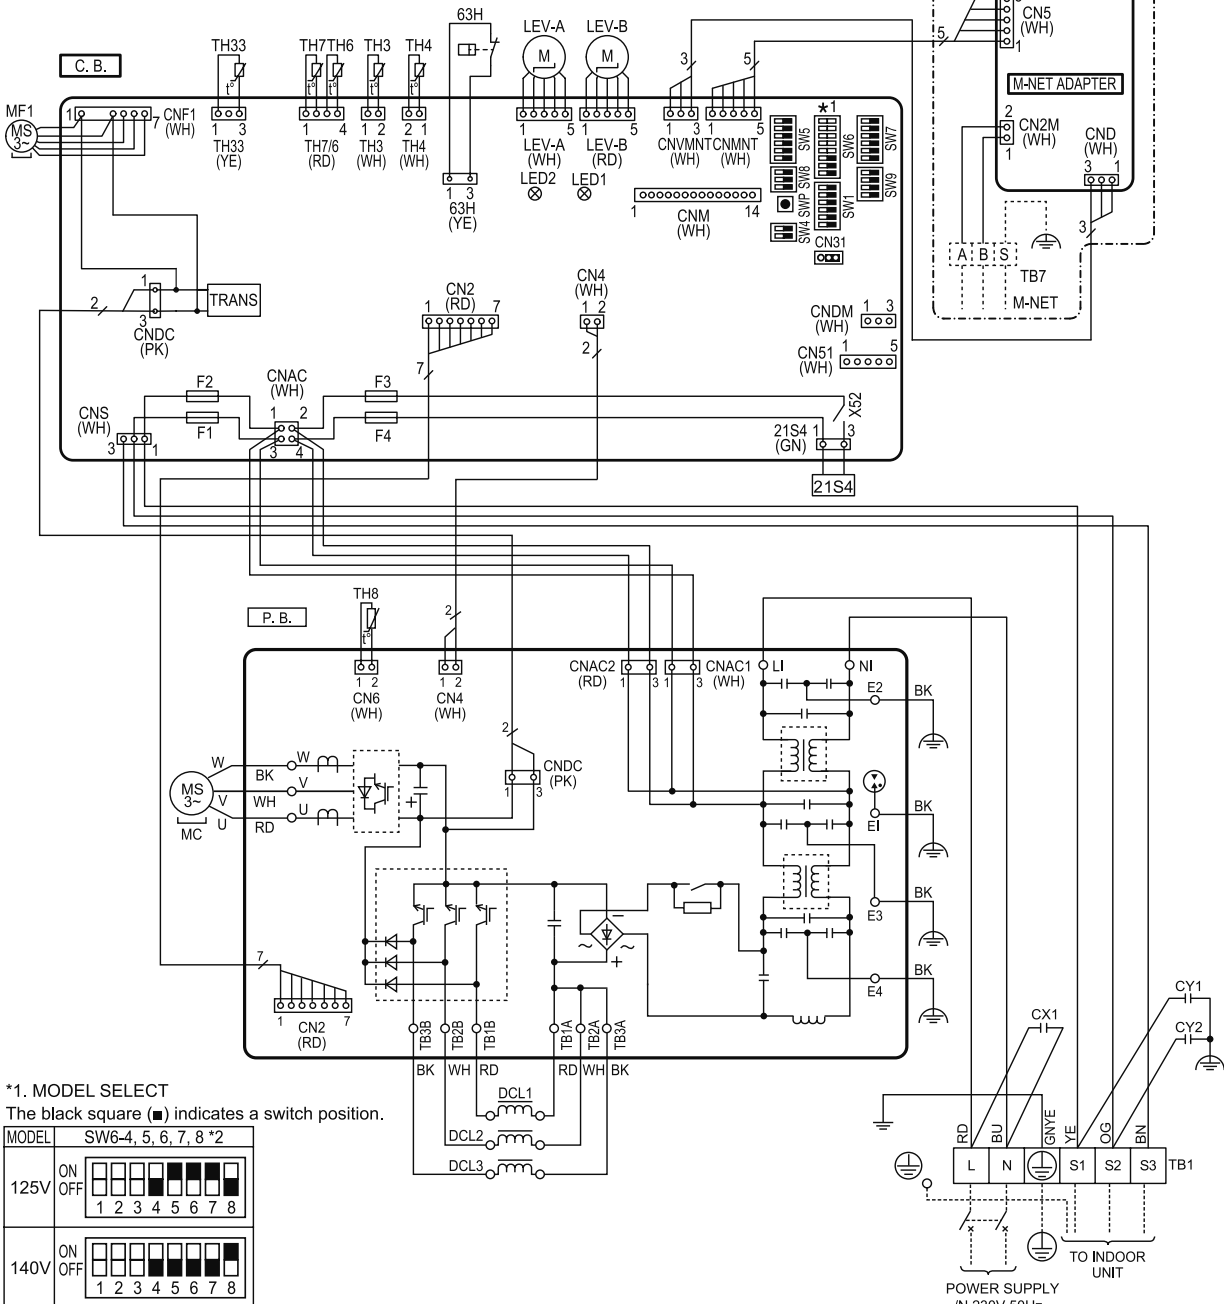 63H
LEV-A
LEV-B
TH33
TH7TH6
TH3
TH4
C. B.
M
M
t°
t°
t°
t°
t°
3
5
5
CN5
(WH)
1
M-NET ADAPTER
MF1
MS
3~
1
7
CNF1
(WH)
1 3
TH33
(YE)
1 4
TH7/6
(RD)
1 2
TH3
(WH)
2 1
TH4
(WH)
1 3
63H
(YE)
1 5
LEV-A
(WH)
LED2
1 5
LEV-B
(RD)
LED1
1 3
CNVMNT
(WH)
1 5
CNMNT
(WH)
*1
SW5
SW6
SW7
SW8
SW9
SWP
SW1
SW4
CN31
1 14
CNM
(WH)
2
CN2M
(WH)
1
CND
(WH)
3 1
3
A B S
TB7
M-NET
TRANS
1
2
3
CNDC
(PK)
CN2
(RD)
1 7
7
CN4
(WH)
1 2
2
CNDM
(WH)
1 3
CN51
(WH)
1 5
CNS
(WH)
3 1
F2
F1
CNAC
(WH)
1 2
3 4
F3
F4
X52
21S4
(GN)
1 3
21S4
P. B.
TH8
t°
1 2
CN6
(WH)
2
1 2
CN4
(WH)
CNAC2
(RD)
1 3
1 3
CNAC1
(WH)
LI
NI
E2
BK
2
CNDC
(PK)
1 3
MS
3~
MC
W
BK
W
V
WH
V
U
RD
U
+
EI
BK
E3
BK
E4
BK
~
−
~
+
7
1 7
CN2
(RD)
TB3B
TB2B
TB1B
TB1A
TB2A
TB3A
BK WH RD
RD WH BK
DCL1
DCL2
DCL3
CX1
CY1
CY2
RD
BU
GNYE
YE
OG
BN
L N S1 S2 S3
TB1
TO INDOOR
UNIT
POWER SUPPLY
*1. MODEL SELECT
The black square (■) indicates a switch position.
MODEL SW6-4, 5, 6, 7, 8 *2
125V
ON
OFF
1 2 3 4 5 6 7 8
140V
ON
OFF
1 2 3 4 5 6 7 8